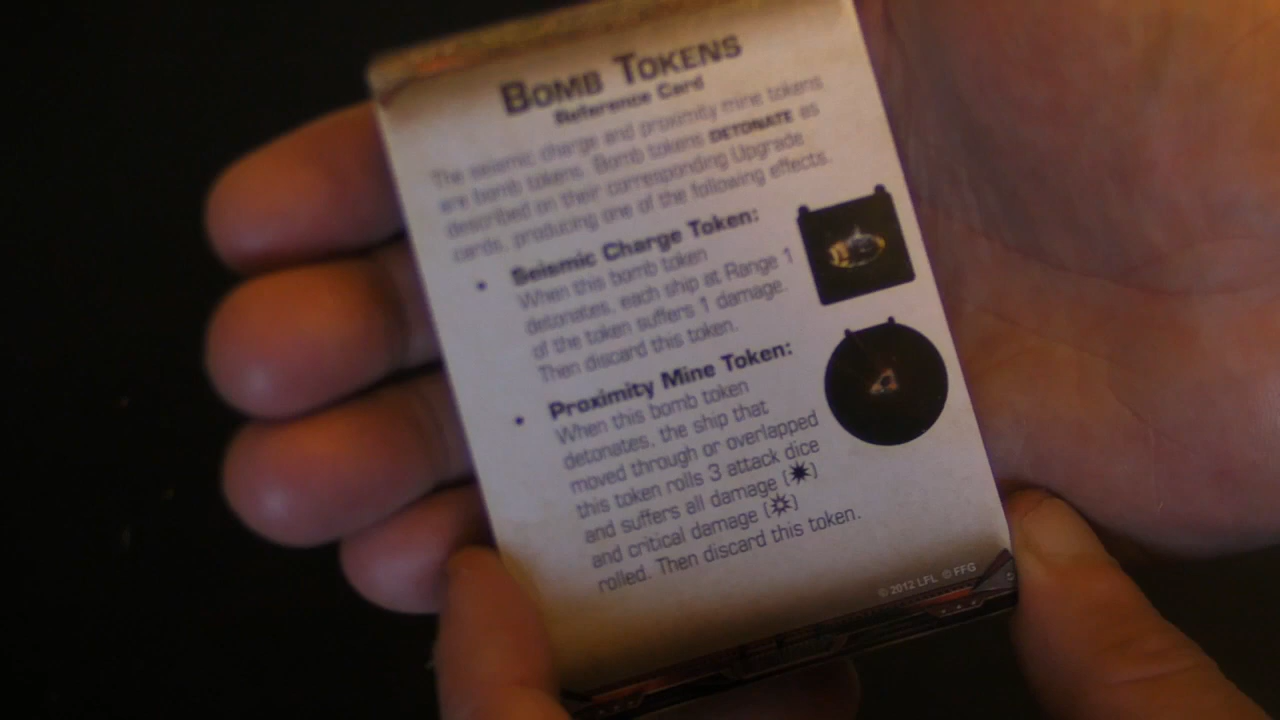 BOMB TOKENS
Reference Card
The seismic charge and proximity mine tokens
are bomb tokens. Bomb tokens DETONATE as
described on their corresponding Upgrade
cards, producing one of the following effects.
• Seismic Charge Token:
When this bomb token
detonates, each ship at Range 1
of the token suffers 1 damage.
Then discard this token.
• Proximity Mine Token:
When this bomb token
detonates, the ship that
moved through or overlapped
this token rolls 3 attack dice
and suffers all damage (✷)
and critical damage (✵)
rolled. Then discard this token.
© 2012 LFL © FFG